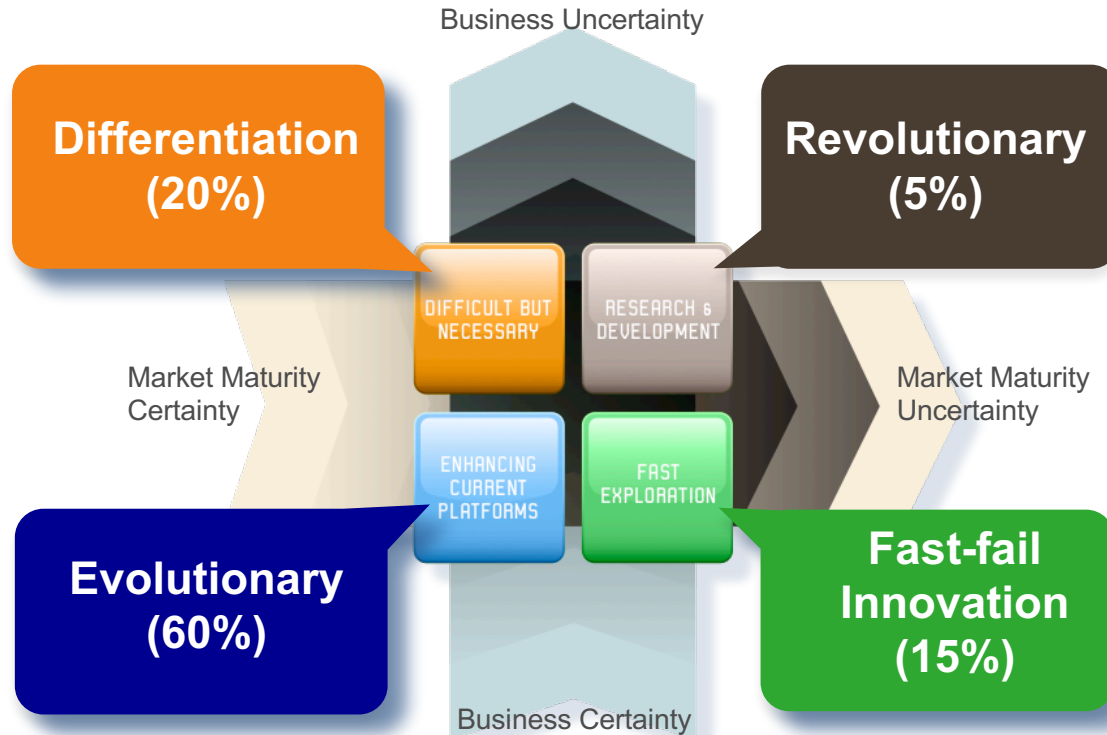 Business Uncertainty
Differentiation
(20%)
Revolutionary
(5%)
DIFFICULT BUT
NECESSARY
RESEARCH &
DEVELOPMENT
Market Maturity
Certainty
Market Maturity
Uncertainty
ENHANCING
CURRENT
PLATFORMS
FAST
EXPLORATION
Evolutionary
(60%)
Fast-fail
Innovation
(15%)
Business Certainty